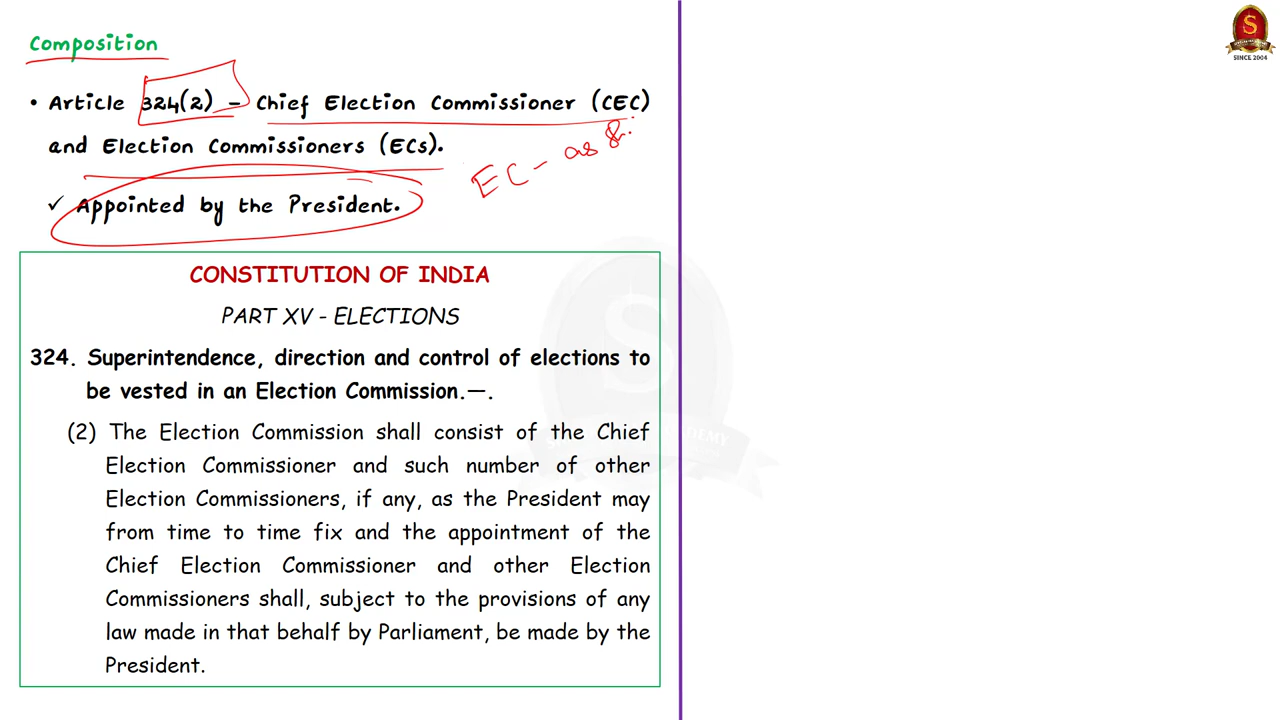 Composition
• Article 324(2) – Chief Election Commissioner (CEC)
and Election Commissioners (ECs).
EC – as
✓ Appointed by the President.
CONSTITUTION OF INDIA
PART XV - ELECTIONS
324. Superintendence, direction and control of elections to
be vested in an Election Commission.—.
(2) The Election Commission shall consist of the Chief
Election Commissioner and such number of other
Election Commissioners, if any, as the President may
from time to time fix and the appointment of the
Chief Election Commissioner and other Election
Commissioners shall, subject to the provisions of any
law made in that behalf by Parliament, be made by the
President.
S
SINCE 2004